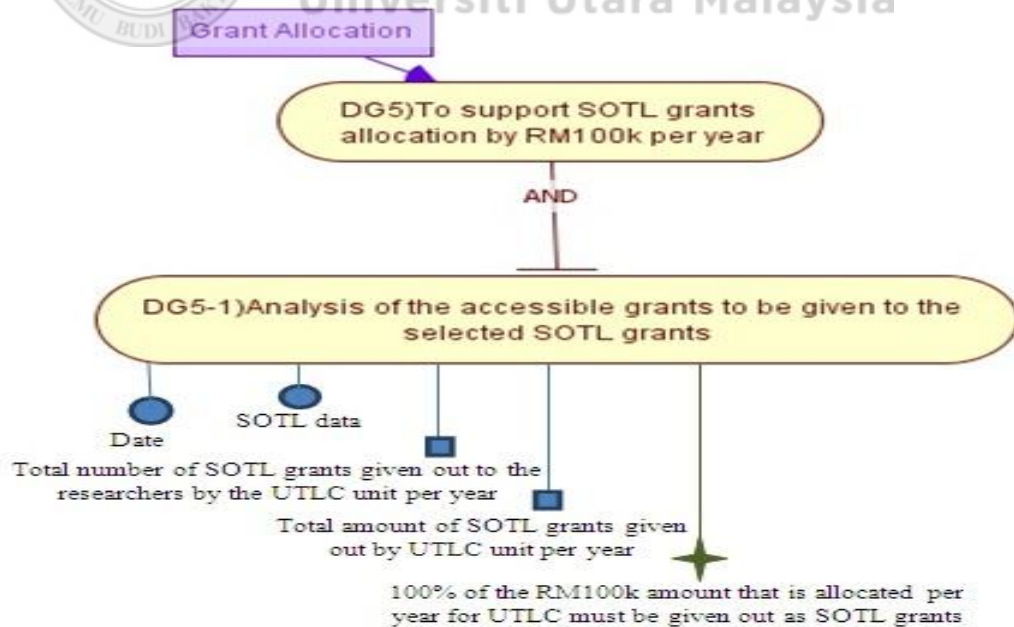 Universiti Utara Malaysia
BUDI BAK
Grant Allocation
DG5)To support SOTL grants
allocation by RM100k per year
AND
DG5-1)Analysis of the accessible grants to be given to the
selected SOTL grants
Date
SOTL data
Total number of SOTL grants given out to the
researchers by the UTLC unit per year
Total amount of SOTL grants given
out by UTLC unit per year
100% of the RM100k amount that is allocated per
year for UTLC must be given out as SOTL grants